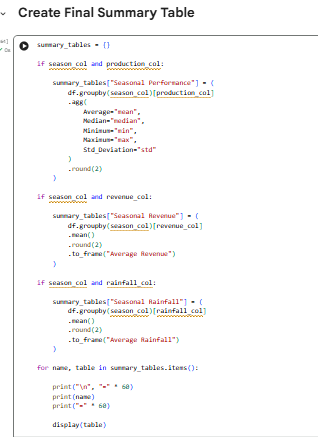 Create Final Summary Table
summary_tables = {}
if season_col and production_col:
summary_tables["Seasonal Performance"] = (
df.groupby(season_col)[production_col]
.agg(
Average="mean",
Median="median",
Minimum="min",
Maximum="max",
Std_Deviation="std"
)
.round(2)
)
if season_col and revenue_col:
summary_tables["Seasonal Revenue"] = (
df.groupby(season_col)[revenue_col]
.mean()
.round(2)
.to_frame("Average Revenue")
)
if season_col and rainfall_col:
summary_tables["Seasonal Rainfall"] = (
df.groupby(season_col)[rainfall_col]
.mean()
.round(2)
.to_frame("Average Rainfall")
)
for name, table in summary_tables.items():
print("\n", "=" * 60)
print(name)
print("=" * 60)
display(table)